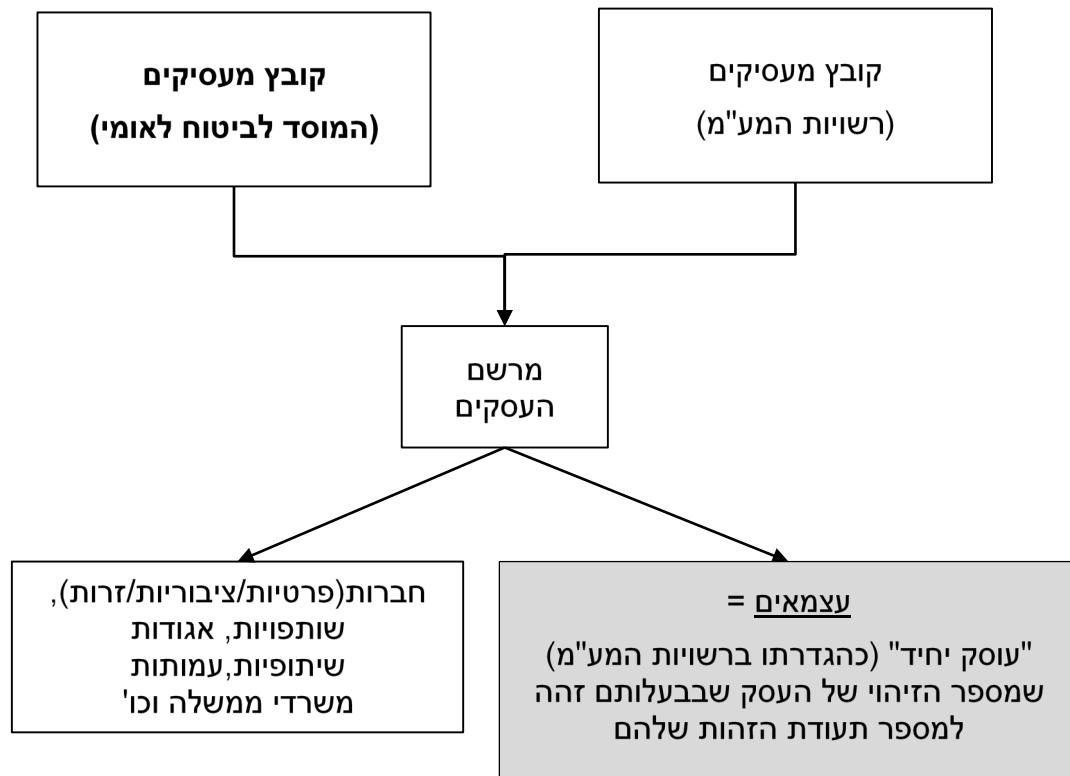 קובץ מעסיקים
(רשויות המע"מ)
קובץ מעסיקים
(המוסד לביטוח לאומי)
מרשם
העסקים
עצמאים =
"עוסק יחיד" (כהגדרתו ברשויות המע"מ)
שמספר הזיהוי של העסק שבבעלותם זהה
למספר תעודת הזהות שלהם
חברות(פרטיות/ציבוריות/זרות),
שותפויות, אגודות
שיתופיות,עמותות
משרדי ממשלה וכו'